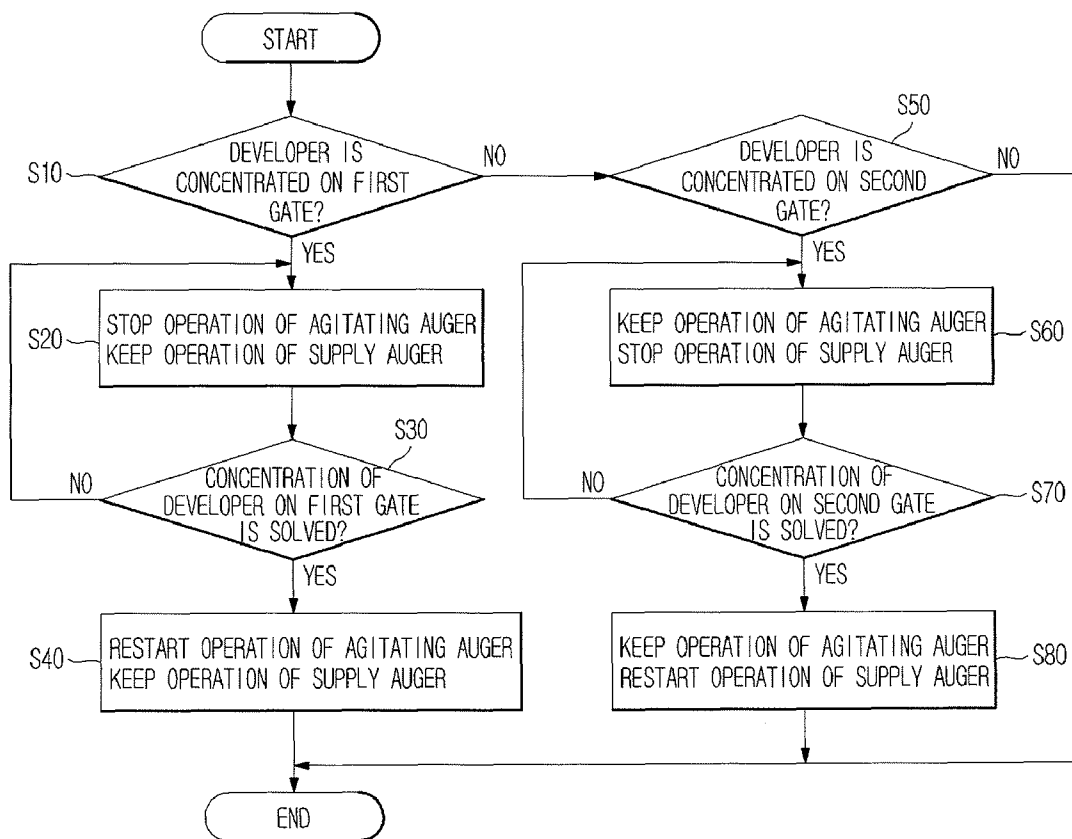 START
S10
DEVELOPER IS
CONCENTRATED ON FIRST
GATE?
NO
YES
S50
DEVELOPER IS
CONCENTRATED ON SECOND
GATE?
NO
YES
S20
STOP OPERATION OF AGITATING AUGER
KEEP OPERATION OF SUPPLY AUGER
S60
KEEP OPERATION OF AGITATING AUGER
STOP OPERATION OF SUPPLY AUGER
S30
CONCENTRATION OF
DEVELOPER ON FIRST GATE
IS SOLVED?
NO
YES
S70
CONCENTRATION OF
DEVELOPER ON SECOND GATE
IS SOLVED?
NO
YES
S40
RESTART OPERATION OF AGITATING AUGER
KEEP OPERATION OF SUPPLY AUGER
S80
KEEP OPERATION OF AGITATING AUGER
RESTART OPERATION OF SUPPLY AUGER
END